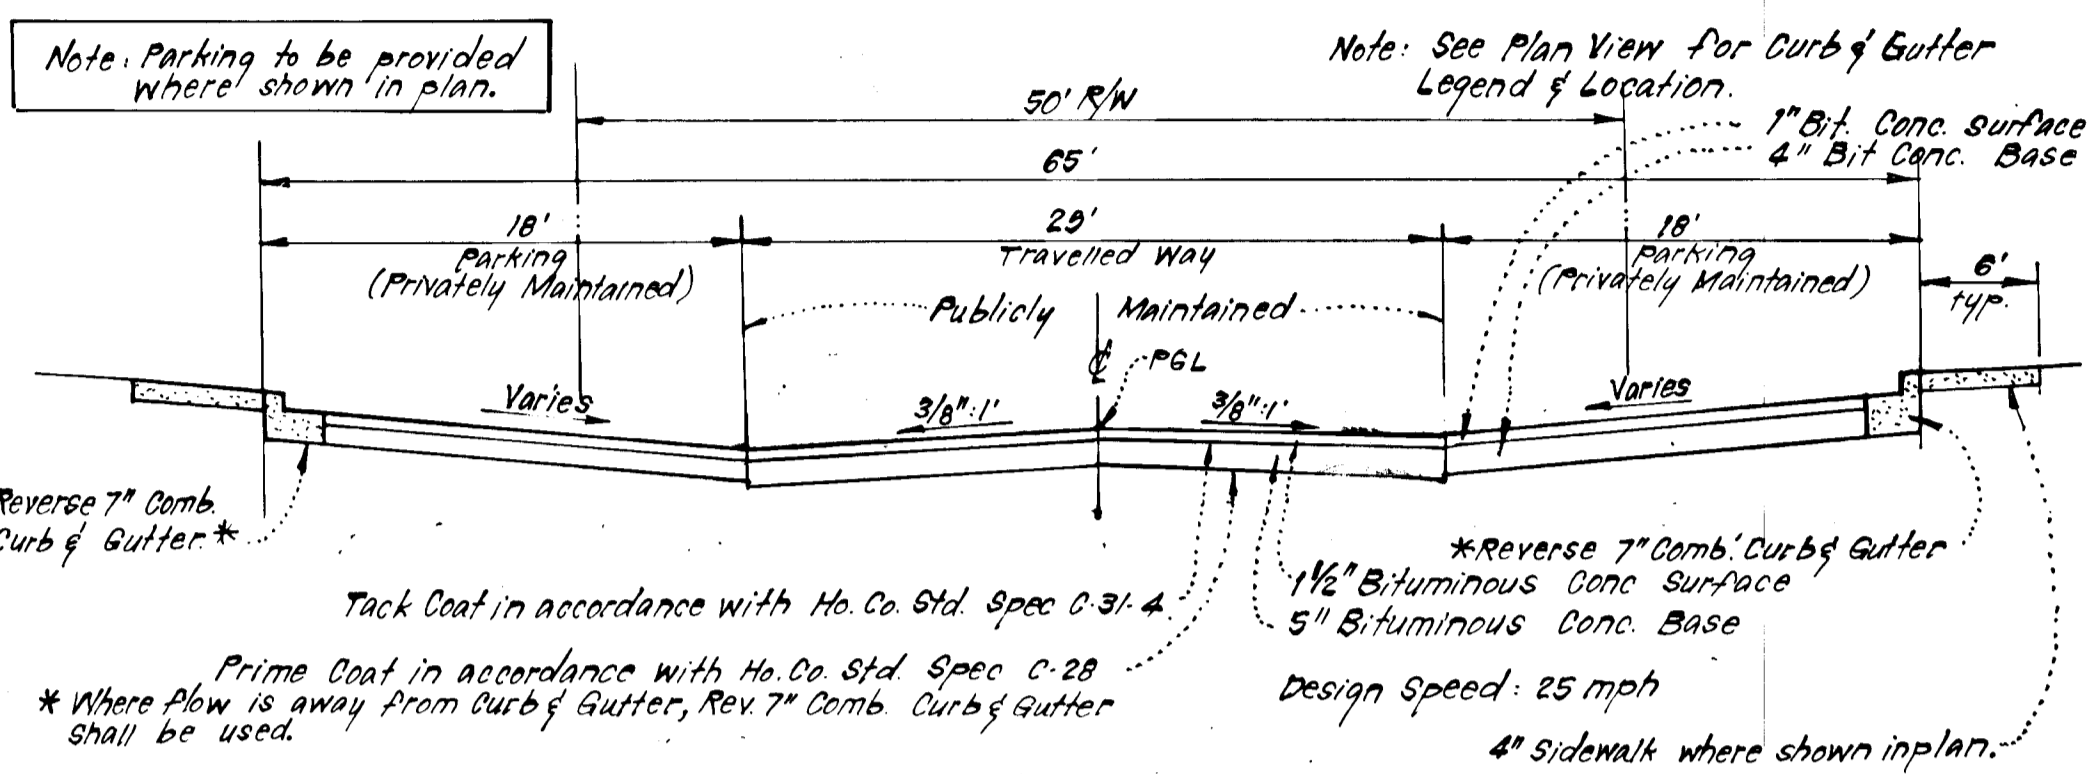 Note: Parking to be provided
where shown in plan.
Note: See Plan View for Curb & Gutter
Legend & Location.
50' R/W
1" Bit. Conc. Surface
4" Bit Conc. Base
65'
18'
Parking
(Privately Maintained)
29'
Travelled Way
18'
Parking
(Privately Maintained)
6'
typ.
Publicly Maintained
℄
PGL
Varies
3/8":1'
3/8":1'
Varies
Reverse 7" Comb.
Curb & Gutter *
*Reverse 7" Comb. Curb & Gutter
1 1/2" Bituminous Conc Surface
5" Bituminous Conc. Base
Tack Coat in accordance with Ho. Co. Std. Spec C-31-4
Prime Coat in accordance with Ho. Co. Std. Spec C-28
* Where flow is away from Curb & Gutter, Rev. 7" Comb. Curb & Gutter
shall be used.
Design Speed: 25 mph
4" Sidewalk where shown in plan.